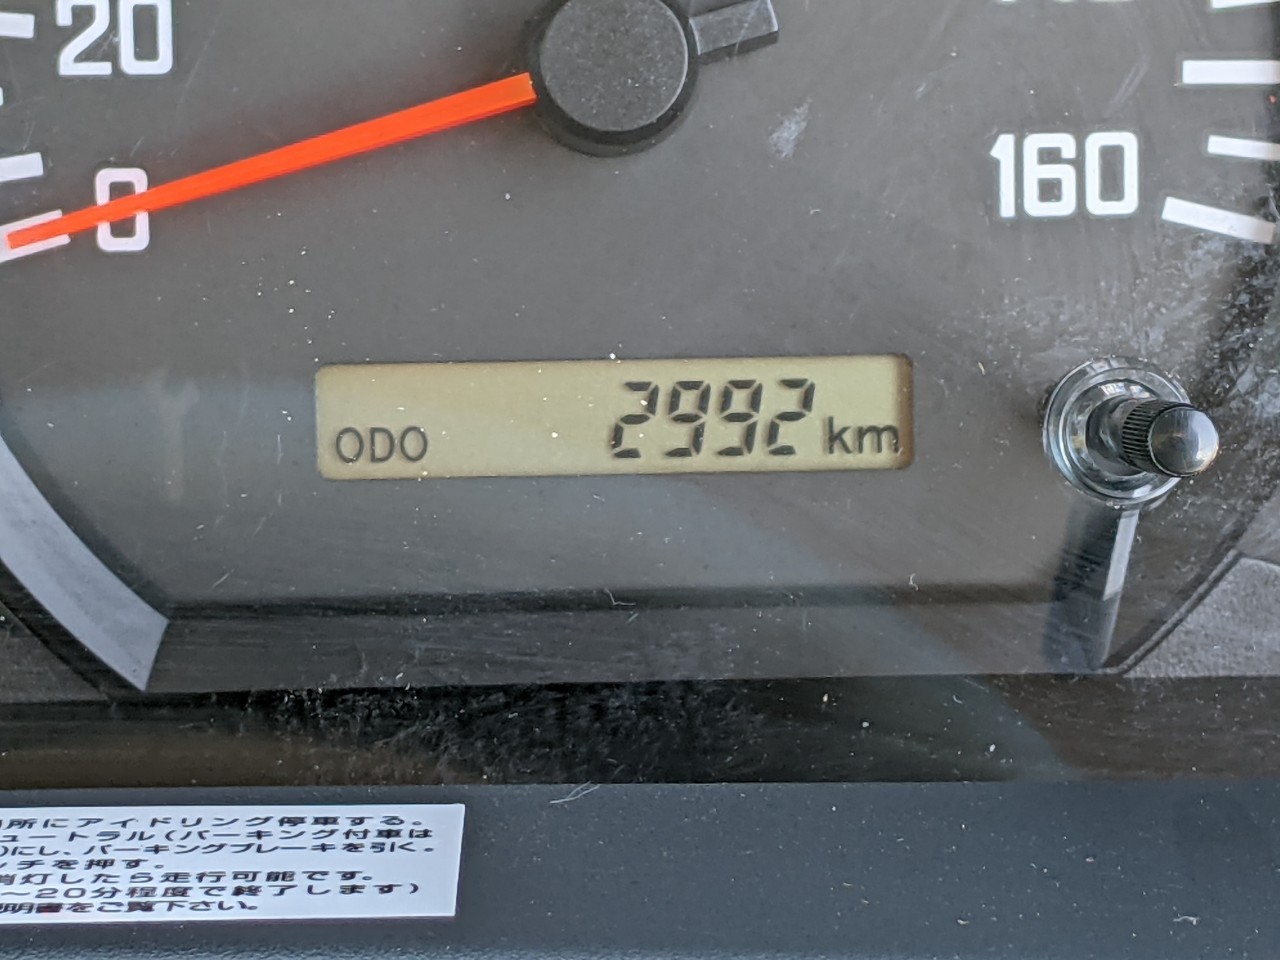 20
0
160
ODO 2992 km
所にアイドリング停車する。
ュートラル(パーキング付車は
)にし、パーキングブレーキを引く。
ッチを押す。
消灯したら走行可能です。
〜20分程度で終了します)
明書をご覧下さい。